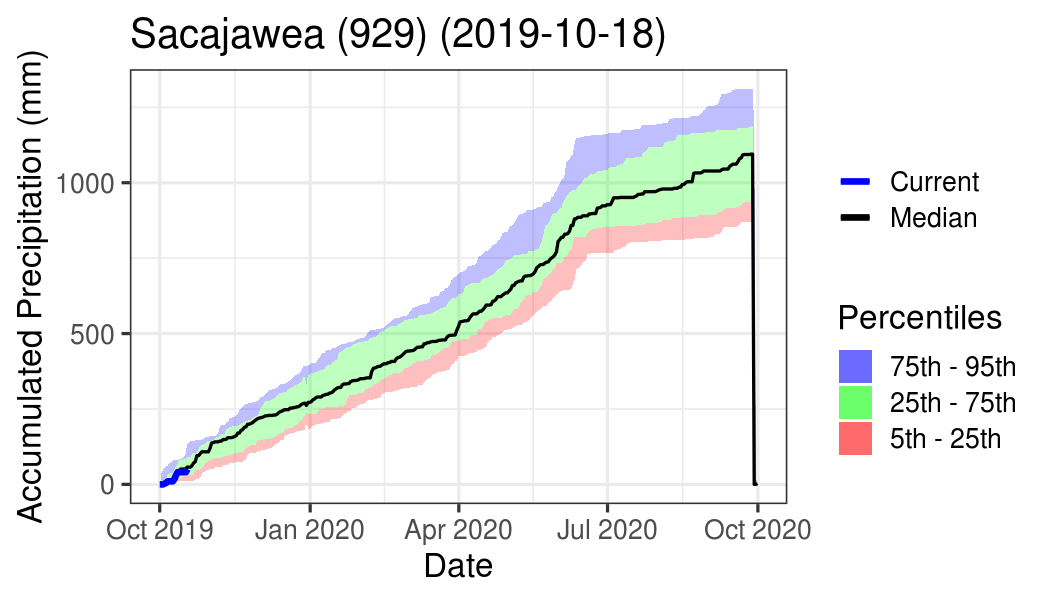 Sacajawea (929) (2019-10-18)
Accumulated Precipitation (mm)
1000
500
0
Oct 2019
Jan 2020
Apr 2020
Jul 2020
Oct 2020
Date
Current
Median
Percentiles
75th - 95th
25th - 75th
5th - 25th